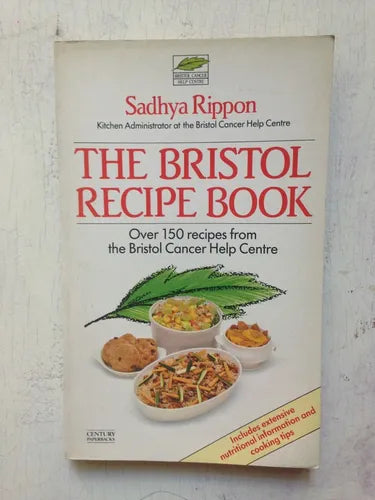 BRISTOL CANCER
HELP CENTRE
Sadhya Rippon
Kitchen Administrator at the Bristol Cancer Help Centre
THE BRISTOL
RECIPE BOOK
Over 150 recipes from
the Bristol Cancer Help Centre
Includes extensive
nutritional information and
cooking tips
CENTURY
PAPERBACKS